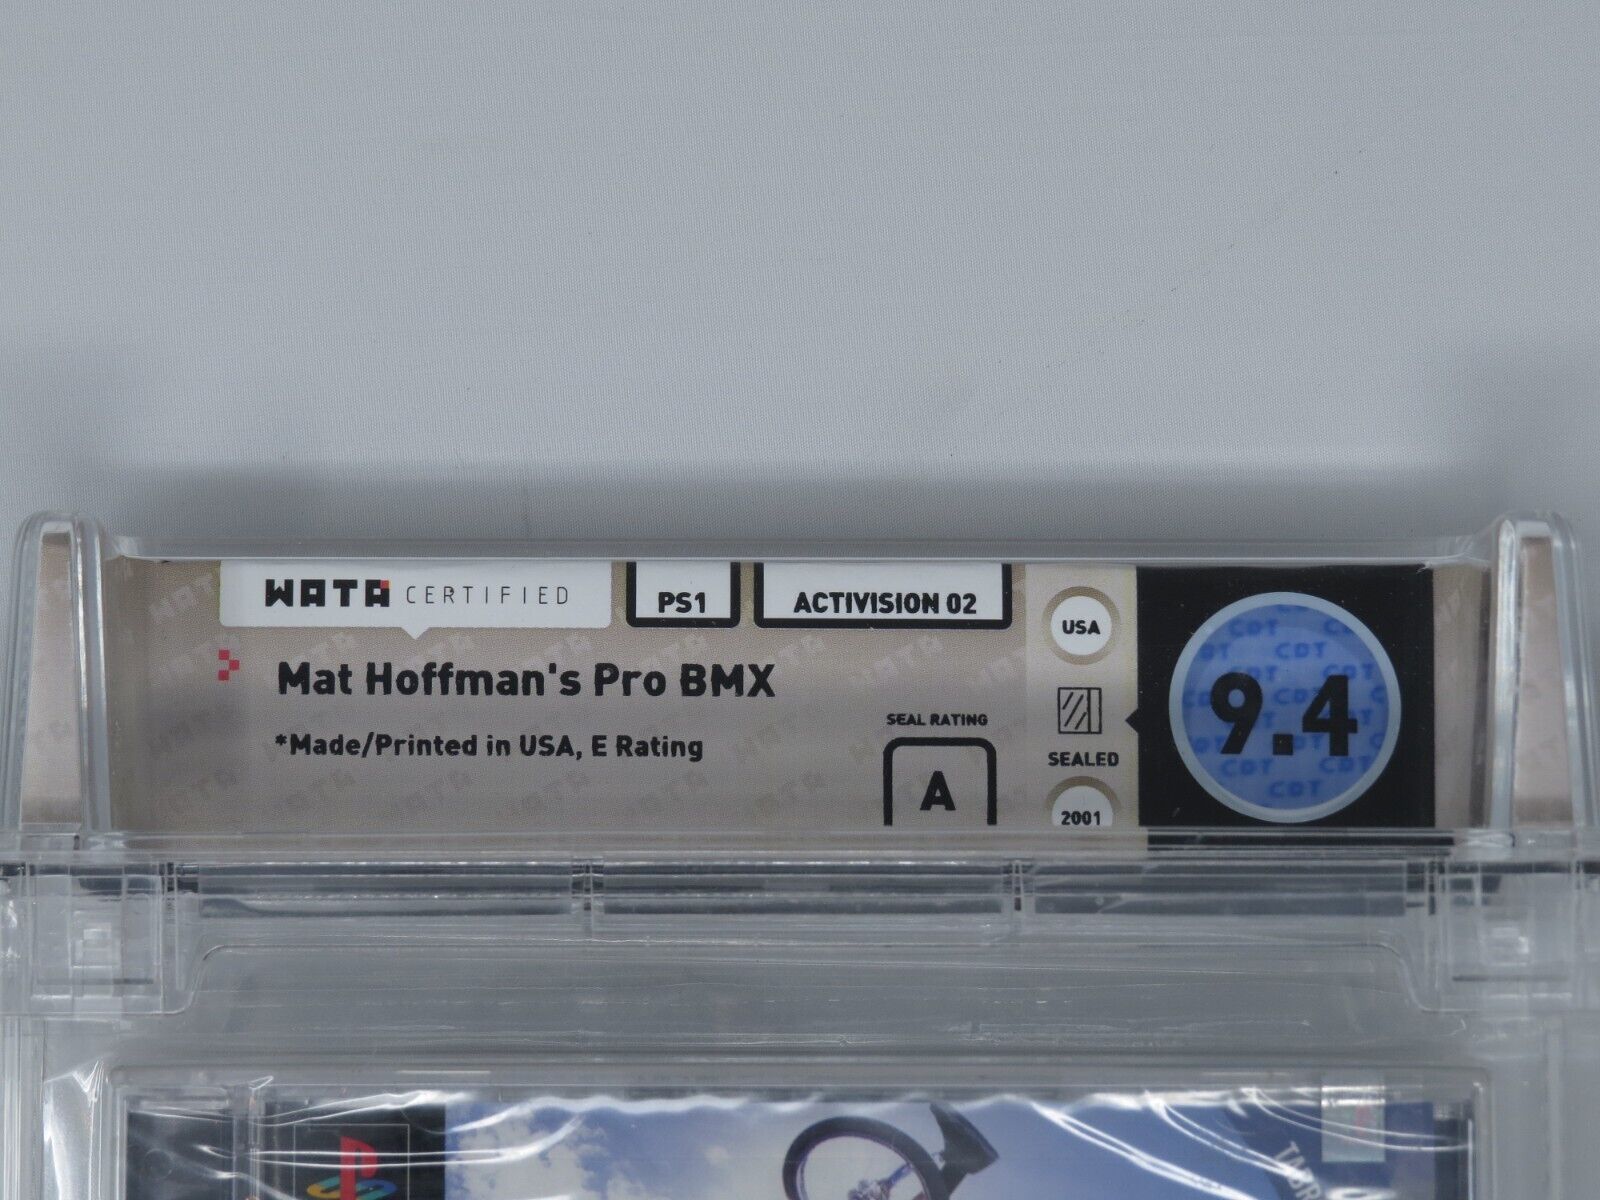 WATA CERTIFIED
PS1
ACTIVISION 02
Mat Hoffman's Pro BMX
*Made/Printed in USA, E Rating
SEAL RATING
A
USA
SEALED
2001
9.4